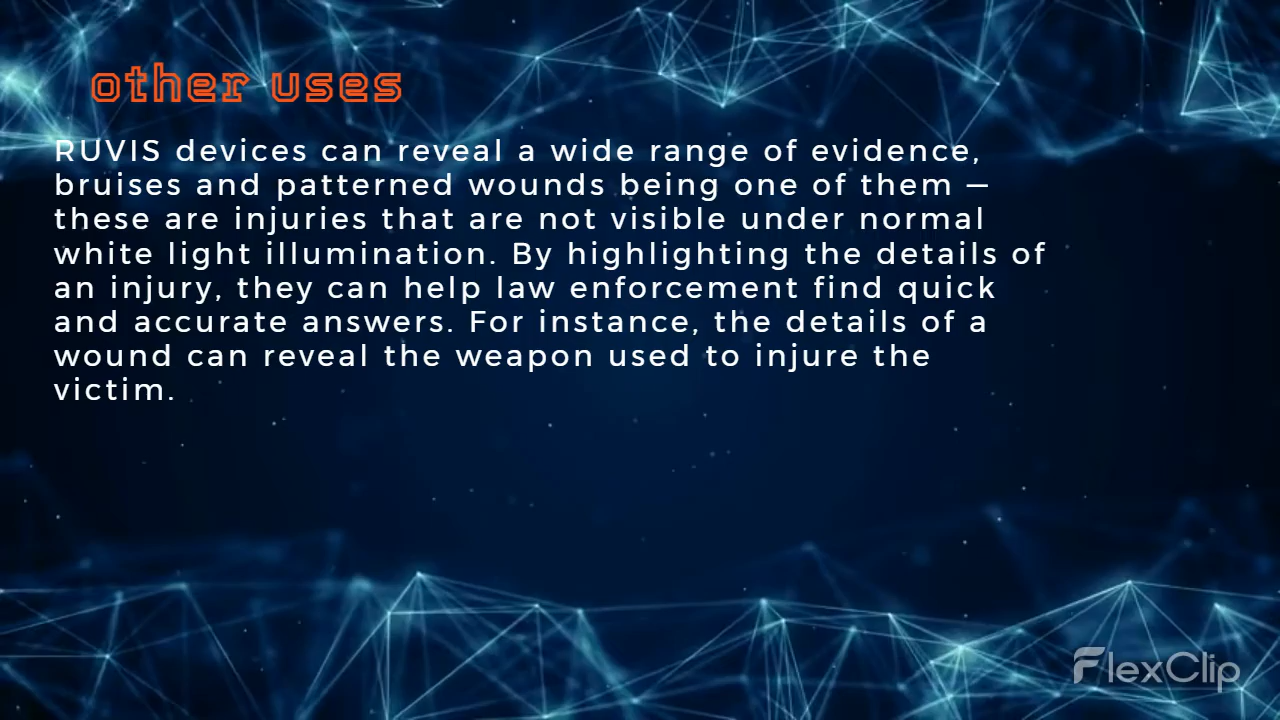 other uses
RUVIS devices can reveal a wide range of evidence,
bruises and patterned wounds being one of them —
these are injuries that are not visible under normal
white light illumination. By highlighting the details of
an injury, they can help law enforcement find quick
and accurate answers. For instance, the details of a
wound can reveal the weapon used to injure the
victim.
FlexClip